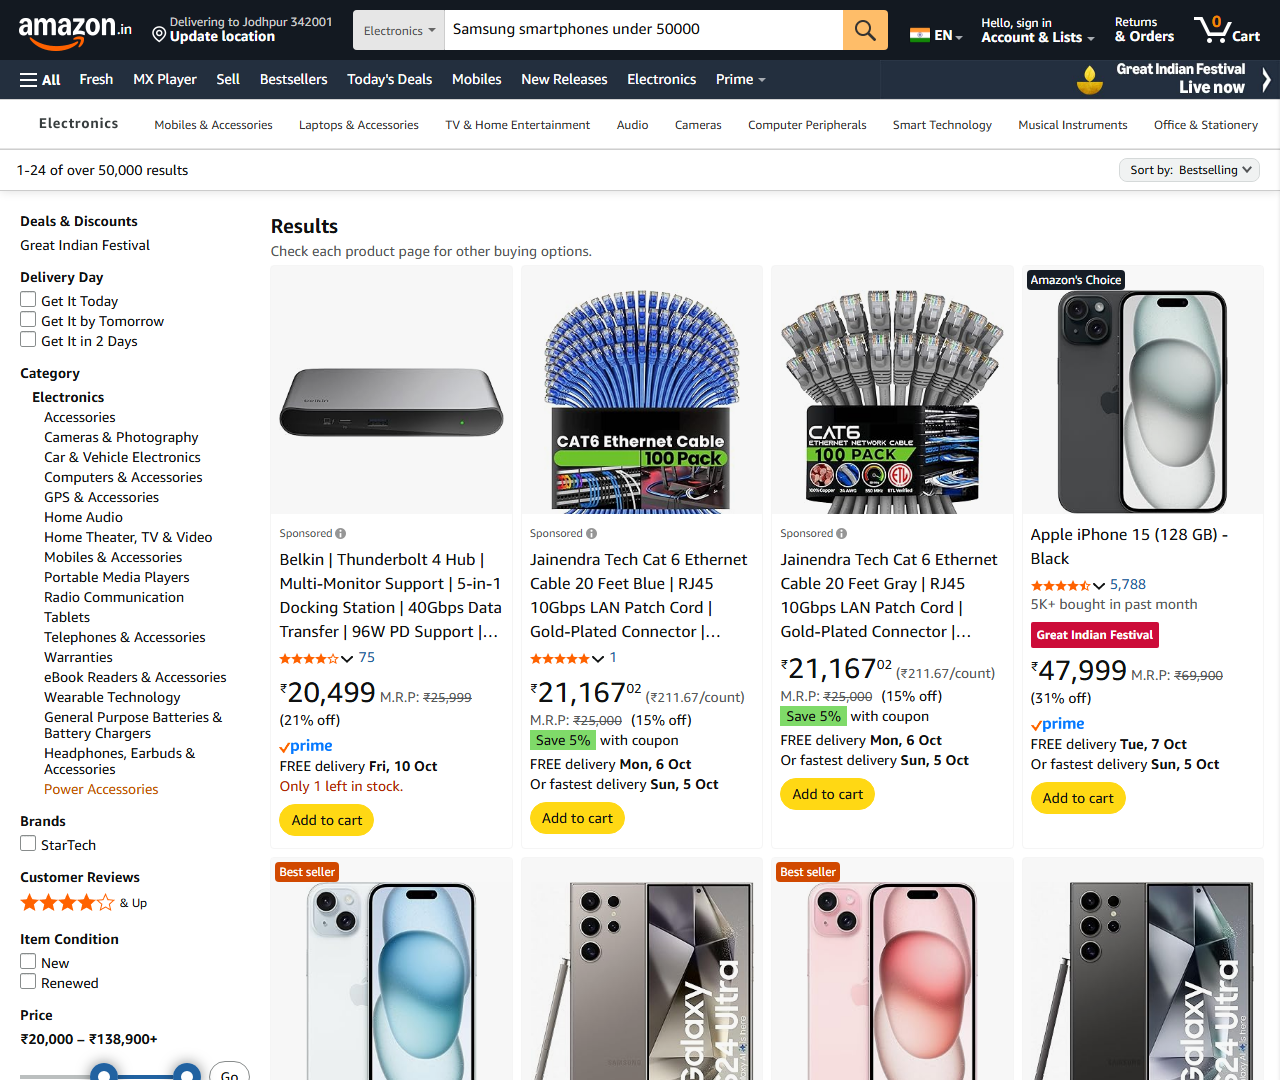 amazon.in
Delivering to Jodhpur 342001
Update location
Electronics
Samsung smartphones under 50000
EN
Hello, sign in
Account & Lists
Returns
& Orders
0
Cart
All
Fresh
MX Player
Sell
Bestsellers
Today's Deals
Mobiles
New Releases
Electronics
Prime
Great Indian Festival
Live now
Electronics
Mobiles & Accessories
Laptops & Accessories
TV & Home Entertainment
Audio
Cameras
Computer Peripherals
Smart Technology
Musical Instruments
Office & Stationery
1-24 of over 50,000 results
Sort by: Bestselling
Deals & Discounts
Great Indian Festival
Delivery Day
Get It Today
Get It by Tomorrow
Get It in 2 Days
Category
Electronics
Accessories
Cameras & Photography
Car & Vehicle Electronics
Computers & Accessories
GPS & Accessories
Home Audio
Home Theater, TV & Video
Mobiles & Accessories
Portable Media Players
Radio Communication
Tablets
Telephones & Accessories
Warranties
eBook Readers & Accessories
Wearable Technology
General Purpose Batteries &
Battery Chargers
Headphones, Earbuds &
Accessories
Power Accessories
Brands
StarTech
Customer Reviews
& Up
Item Condition
New
Renewed
Price
₹20,000 – ₹138,900+
Go
Results
Check each product page for other buying options.
belkin
Sponsored
Belkin | Thunderbolt 4 Hub |
Multi-Monitor Support | 5-in-1
Docking Station | 40Gbps Data
Transfer | 96W PD Support |...
75
₹20,499 M.R.P: ₹25,999
(21% off)
prime
FREE delivery Fri, 10 Oct
Only 1 left in stock.
Add to cart
CAT6 Ethernet Cable
100 Pack
Sponsored
Jainendra Tech Cat 6 Ethernet
Cable 20 Feet Blue | RJ45
10Gbps LAN Patch Cord |
Gold-Plated Connector |...
1
₹21,16702 (₹211.67/count)
M.R.P: ₹25,000 (15% off)
Save 5% with coupon
FREE delivery Mon, 6 Oct
Or fastest delivery Sun, 5 Oct
Add to cart
CAT6
ETHERNET NETWORK CABLE
100 PACK
100% Copper
24 AWG
550 MHz
ETL Verified
Sponsored
Jainendra Tech Cat 6 Ethernet
Cable 20 Feet Gray | RJ45
10Gbps LAN Patch Cord |
Gold-Plated Connector |...
₹21,16702 (₹211.67/count)
M.R.P: ₹25,000 (15% off)
Save 5% with coupon
FREE delivery Mon, 6 Oct
Or fastest delivery Sun, 5 Oct
Add to cart
Amazon's Choice
Apple iPhone 15 (128 GB) -
Black
5,788
5K+ bought in past month
Great Indian Festival
₹47,999 M.R.P: ₹69,900
(31% off)
prime
FREE delivery Tue, 7 Oct
Or fastest delivery Sun, 5 Oct
Add to cart
Best seller
SAMSUNG
Galaxy
S24 Ultra
Best seller
Galaxy
S24 Ultra